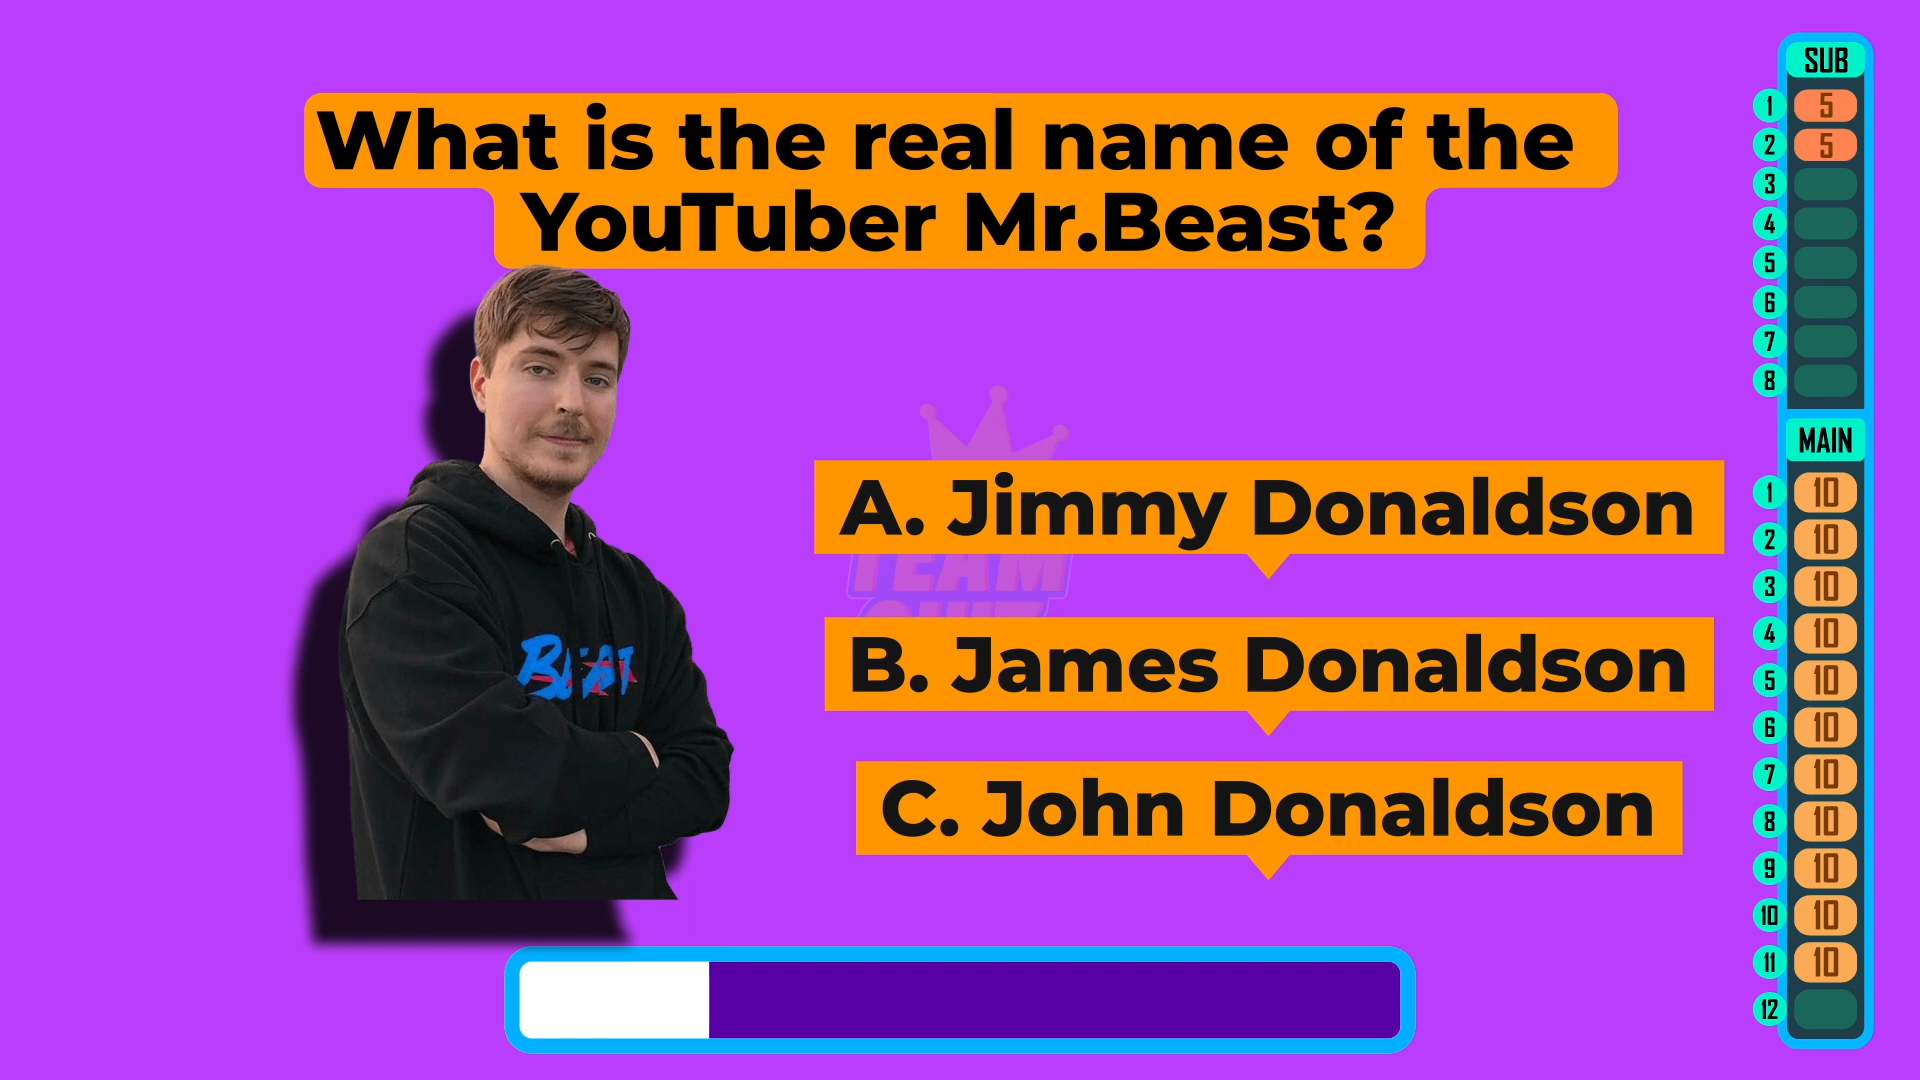 What is the real name of the
YouTuber Mr.Beast?
A. Jimmy Donaldson
B. James Donaldson
C. John Donaldson
TEAM
BEAST
SUB
1 5
2 5
3
4
5
6
7
8
MAIN
1 10
2 10
3 10
4 10
5 10
6 10
7 10
8 10
9 10
10 10
11 10
12